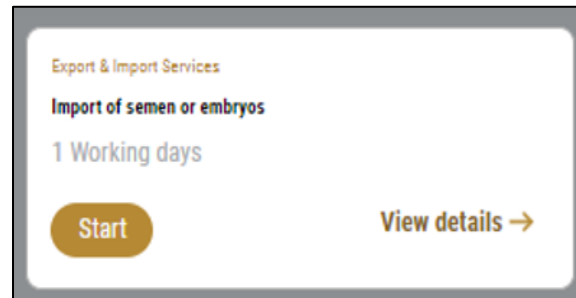 Export & Import Services
Import of semen or embryos
1 Working days
Start
View details →